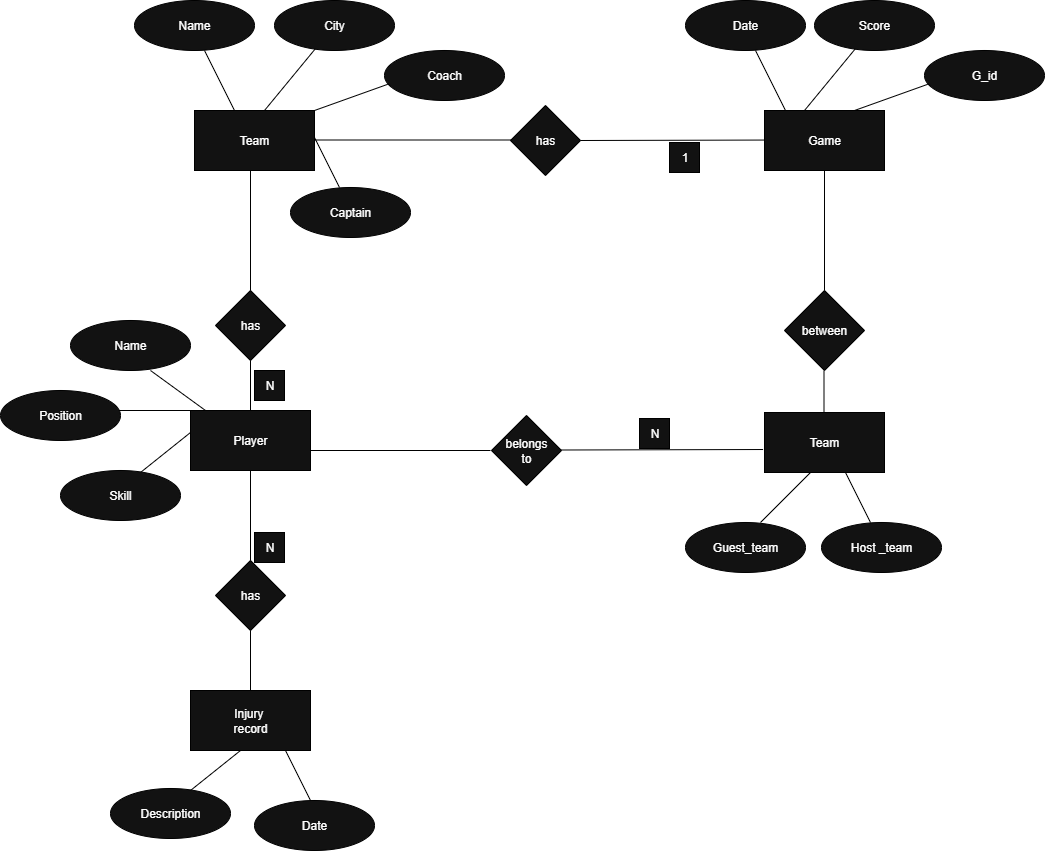 Name
City
Date
Score
Coach
G_id
Team
has
Game
1
Captain
has
between
Name
N
Position
Player
belongs
to
N
Team
Skill
N
Guest_team
Host _team
has
Injury
record
Description
Date